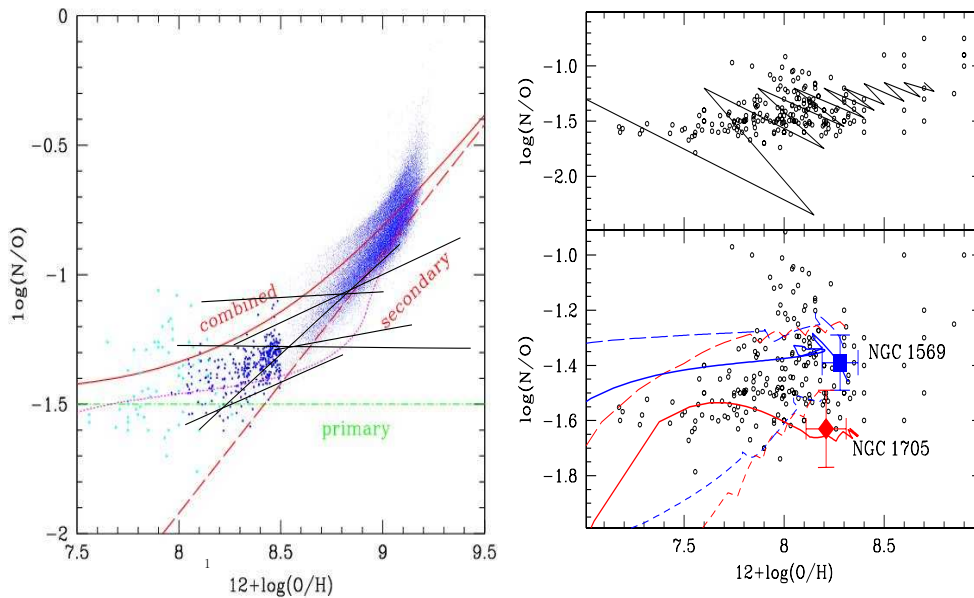 0
-0.5
-1
-1.5
-2
log(N/O)
combined
secondary
primary
7.5 8 8.5 9 9.5
1
12+log(O/H)
-1.0
-1.5
-2.0
log(N/O)
-1.0
-1.2
-1.4
-1.6
-1.8
log(N/O)
NGC 1569
NGC 1705
7.5 8.0 8.5
12+log(O/H)